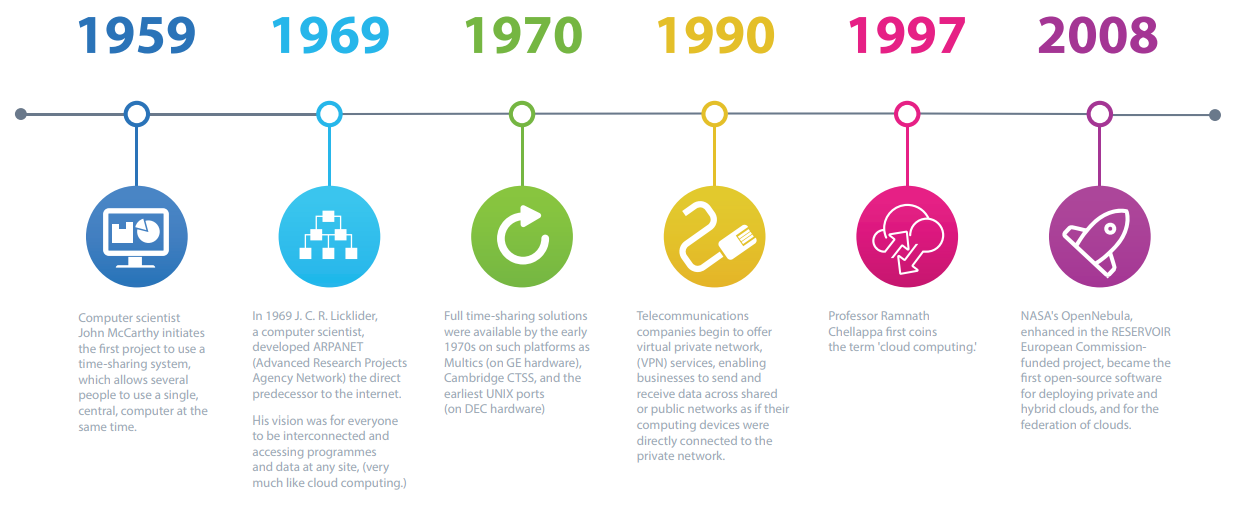 1959
Computer scientist
John McCarthy initiates
the first project to use a
time-sharing system,
which allows several
people to use a single,
central, computer at the
same time.
1969
In 1969 J. C. R. Licklider,
a computer scientist,
developed ARPANET
(Advanced Research Projects
Agency Network) the direct
predecessor to the internet.
His vision was for everyone
to be interconnected and
accessing programmes
and data at any site, (very
much like cloud computing.)
1970
Full time-sharing solutions
were available by the early
1970s on such platforms as
Multics (on GE hardware),
Cambridge CTSS, and the
earliest UNIX ports
(on DEC hardware)
1990
Telecommunications
companies begin to offer
virtual private network,
(VPN) services, enabling
businesses to send and
receive data across shared
or public networks as if their
computing devices were
directly connected to the
private network.
1997
Professor Ramnath
Chellappa first coins
the term 'cloud computing.'
2008
NASA's OpenNebula,
enhanced in the RESERVOIR
European Commission-
funded project, became the
first open-source software
for deploying private and
hybrid clouds, and for the
federation of clouds.